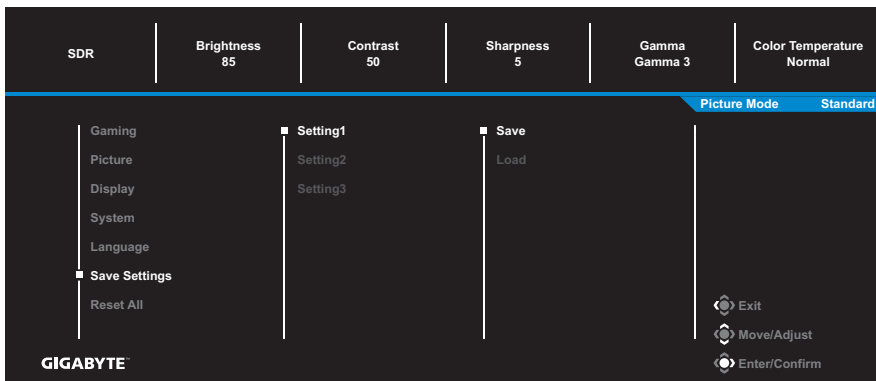 SDR
Brightness
85
Contrast
50
Sharpness
5
Gamma
Gamma 3
Color Temperature
Normal
Picture Mode Standard
Gaming
Picture
Display
System
Language
Save Settings
Reset All
Setting1
Setting2
Setting3
Save
Load
Exit
Move/Adjust
Enter/Confirm
GIGABYTE™